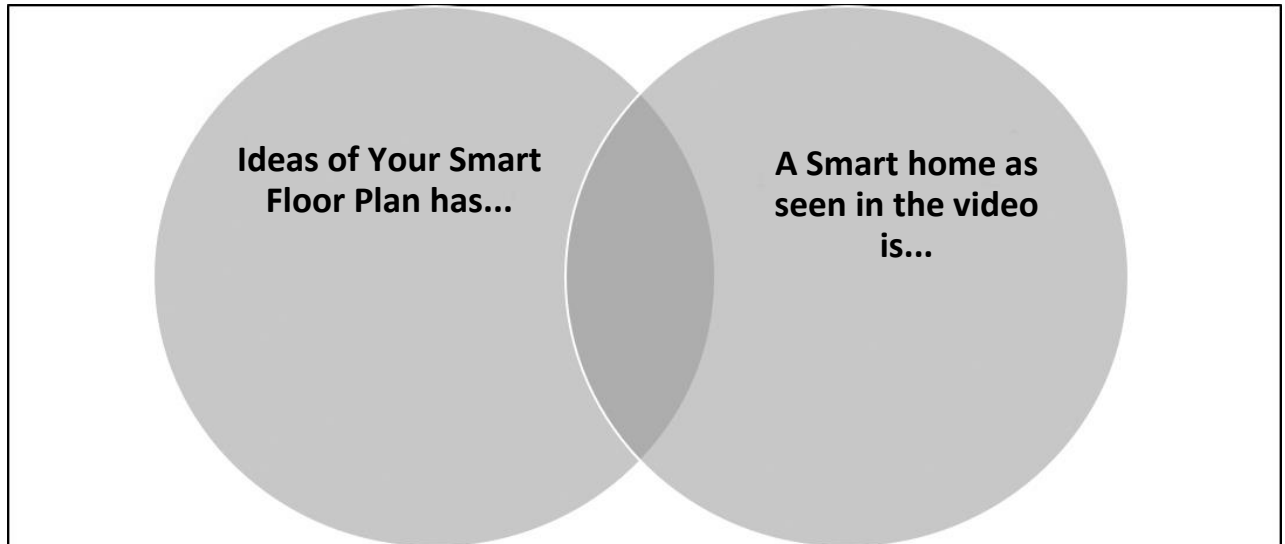 Ideas of Your Smart
Floor Plan has...
A Smart home as
seen in the video
is...